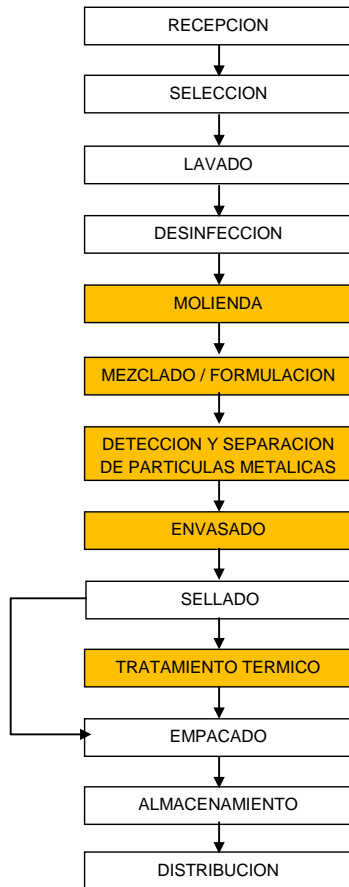 RECEPCION
SELECCION
LAVADO
DESINFECCION
MOLIENDA
MEZCLADO / FORMULACION
DETECCION Y SEPARACION
DE PARTICULAS METALICAS
ENVASADO
SELLADO
TRATAMIENTO TERMICO
EMPACADO
ALMACENAMIENTO
DISTRIBUCION